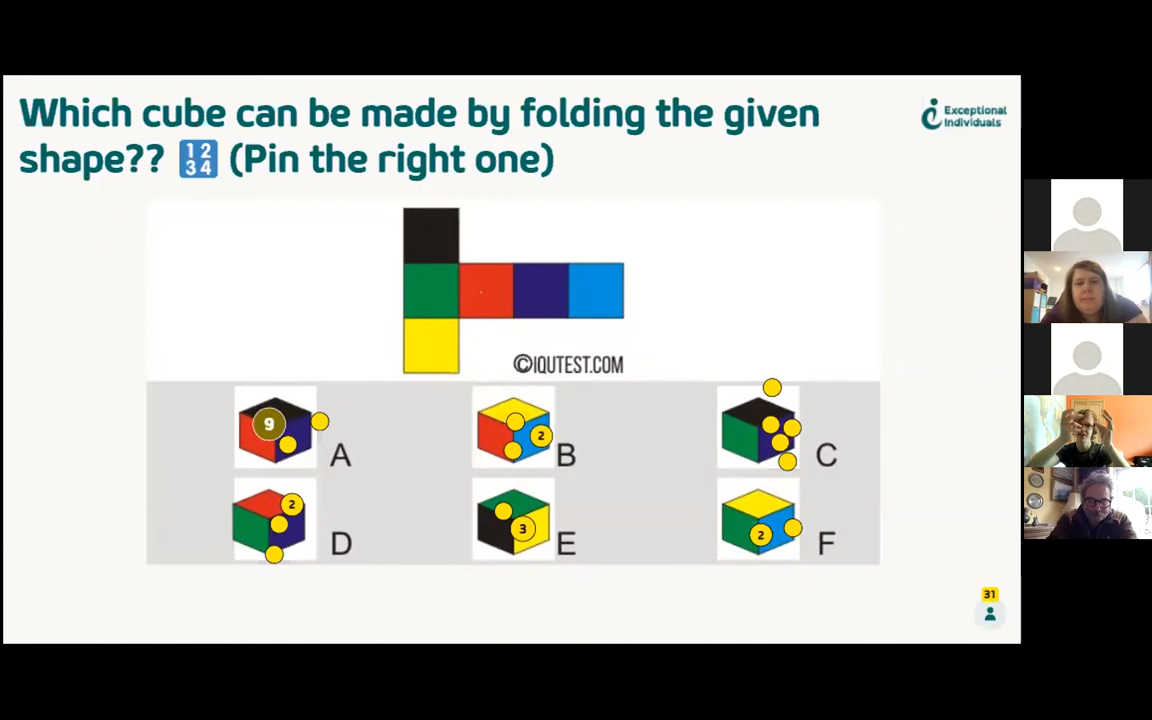 Which cube can be made by folding the given
shape?? 1234 (Pin the right one)
Exceptional
Individuals
©IQUTEST.COM
9
A
2
B
C
2
D
3
E
2
F
31